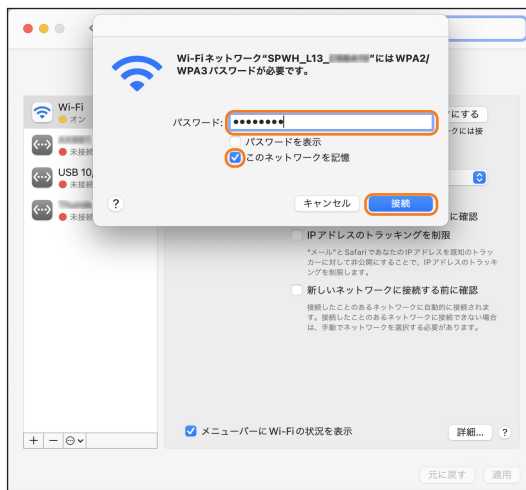 Wi-Fiネットワーク“SPWH_L13_ ”にはWPA2/
WPA3パスワードが必要です。
パスワード: ●●●●●●●●
パスワードを表示
このネットワークを記憶
?
キャンセル
接続
Wi-Fi
オン
未接続
USB 10,
未接続
未接続
にする
クには接
に確認
IPアドレスのトラッキングを制限
“メール”とSafariであなたのIPアドレスを既知のトラッ
カーに対して非公開にすることで、IPアドレスのトラッキ
ングを制限します。
新しいネットワークに接続する前に確認
接続したことのあるネットワークに自動的に接続されま
す。接続したことのあるネットワークに接続できない場合
は、手動でネットワークを選択する必要があります。
メニューバーにWi-Fiの状況を表示
詳細...
?
元に戻す
適用